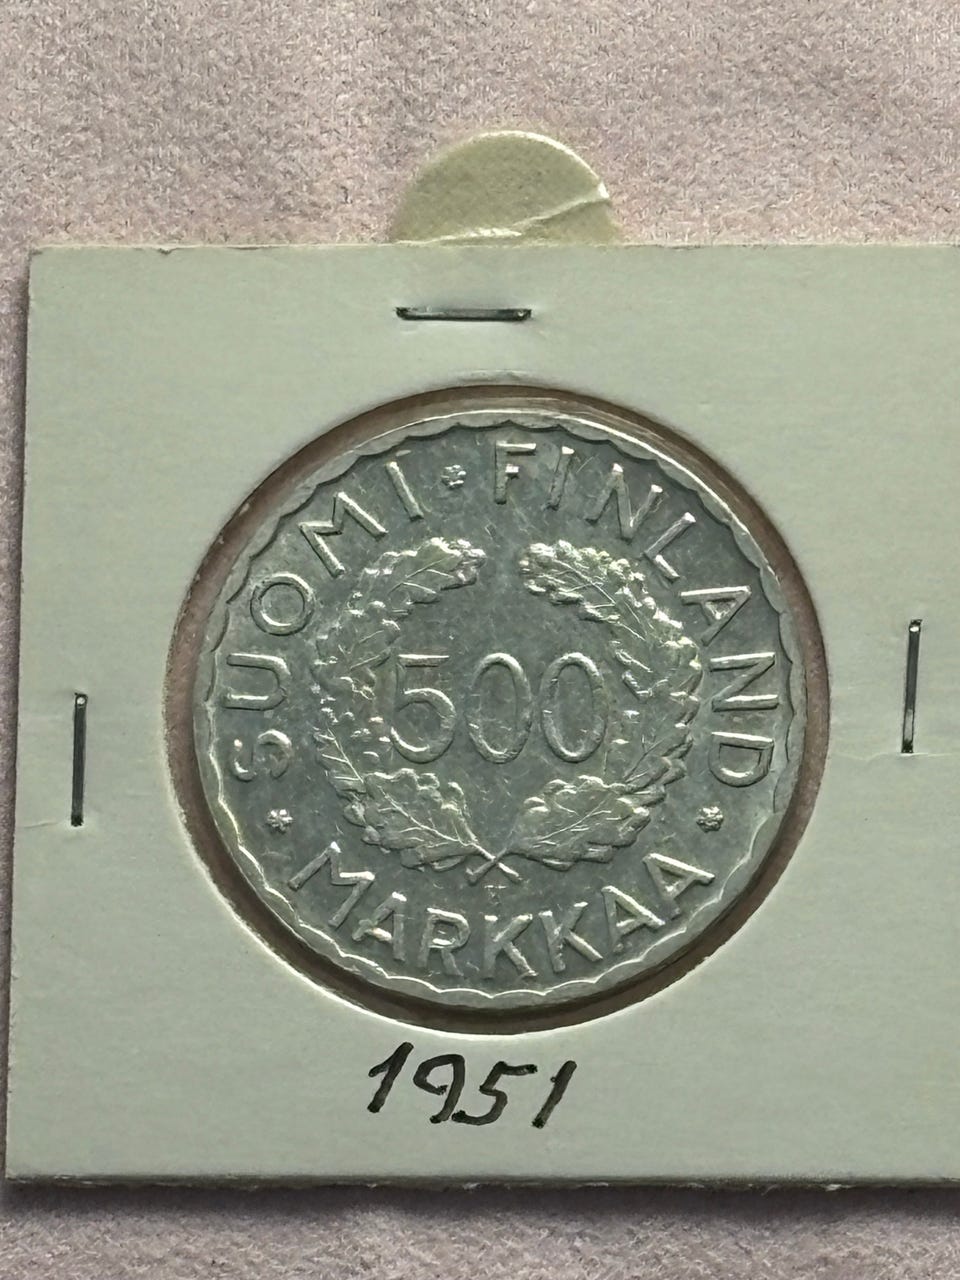 SUOMI * FINLAND
500
* MARKKAA *
1951